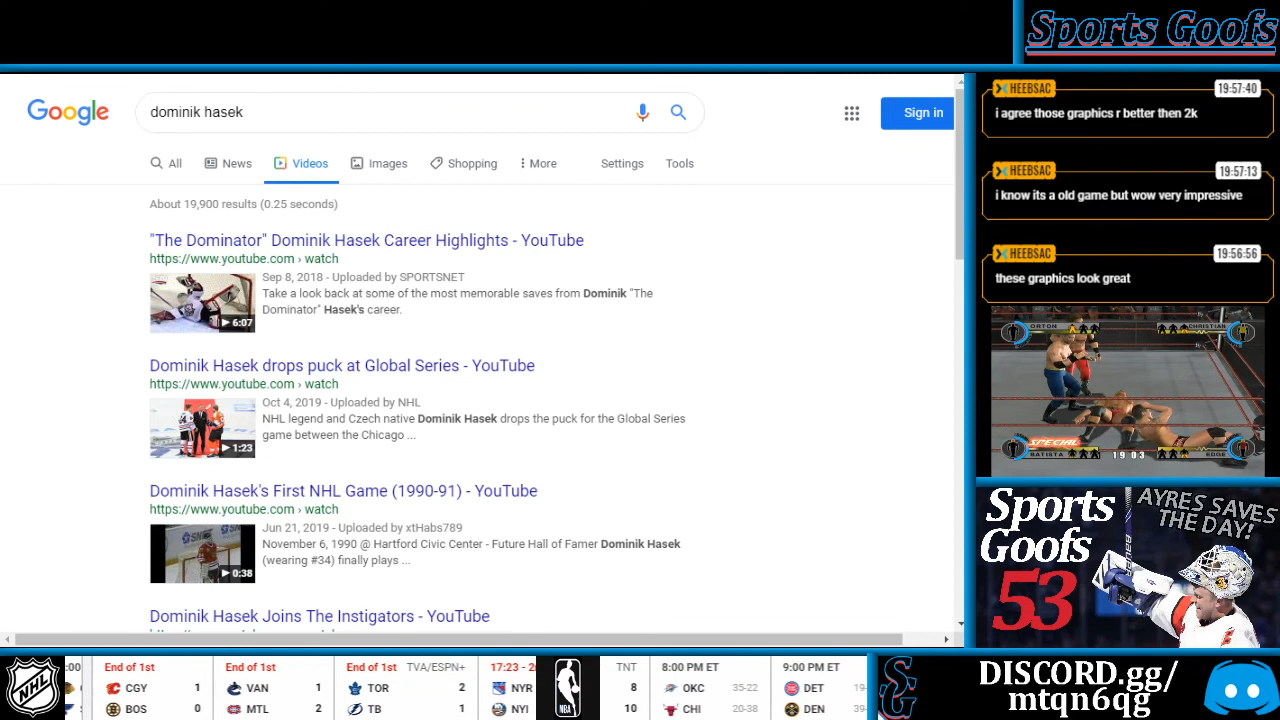 Sports Goofs
Google
dominik hasek
Sign in
All
News
Videos
Images
Shopping
More
Settings
Tools
About 19,900 results (0.25 seconds)
"The Dominator" Dominik Hasek Career Highlights - YouTube
https://www.youtube.com › watch
6:07
Sep 8, 2018 - Uploaded by SPORTSNET
Take a look back at some of the most memorable saves from Dominik "The
Dominator" Hasek's career.
Dominik Hasek drops puck at Global Series - YouTube
https://www.youtube.com › watch
1:23
Oct 4, 2019 - Uploaded by NHL
NHL legend and Czech native Dominik Hasek drops the puck for the Global Series
game between the Chicago ...
Dominik Hasek's First NHL Game (1990-91) - YouTube
https://www.youtube.com › watch
0:38
Jun 21, 2019 - Uploaded by xtHabs789
November 6, 1990 @ Hartford Civic Center - Future Hall of Famer Dominik Hasek
(wearing #34) finally plays ...
Dominik Hasek Joins The Instigators - YouTube
HEEBSAC 19:57:40
i agree those graphics r better then 2k
HEEBSAC 19:57:13
i know its a old game but wow very impressive
HEEBSAC 19:56:56
these graphics look great
ORTON
CHRISTIAN
SPECIAL
BATISTA
19 03
EDGE
Sports
Goofs
53
AYRES SAVES
THE DAY!
BAUER
NHL
:00
End of 1st
CGY 1
BOS 0
End of 1st
VAN 1
MTL 2
End of 1st TVA/ESPN+
TOR 2
TB 1
17:23 - 2
NYR 8
NYI 10
NBA
TNT
8:00 PM ET
OKC 35-22
CHI 20-38
9:00 PM ET
DET 19-
DEN 39-
SG
DISCORD.gg/
mtqn6qg